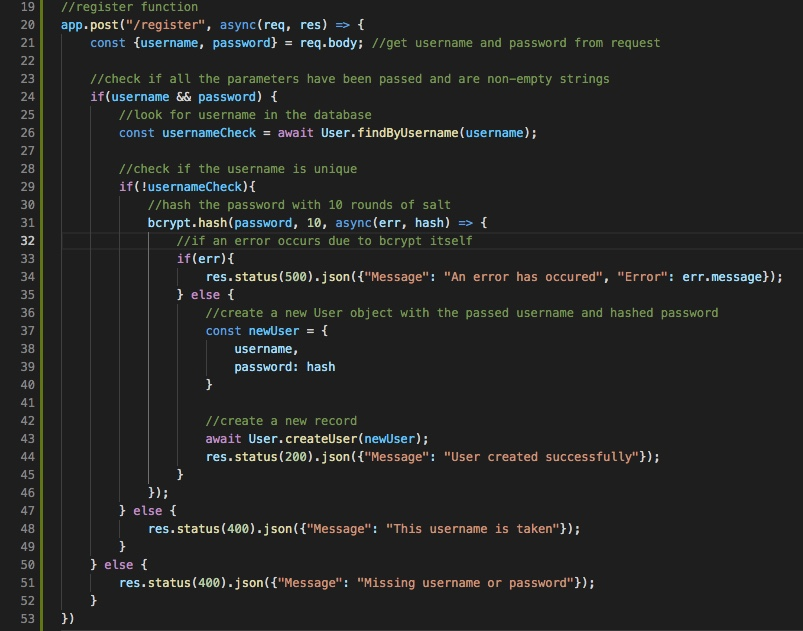 19 //register function
20 app.post("/register", async(req, res) => {
21     const {username, password} = req.body; //get username and password from request
22
23     //check if all the parameters have been passed and are non-empty strings
24     if(username && password) {
25         //look for username in the database
26         const usernameCheck = await User.findByUsername(username);
27
28         //check if the username is unique
29         if(!usernameCheck){
30             //hash the password with 10 rounds of salt
31             bcrypt.hash(password, 10, async(err, hash) => {
32                 //if an error occurs due to bcrypt itself
33                 if(err){
34                     res.status(500).json({"Message": "An error has occured", "Error": err.message});
35                 } else {
36                     //create a new User object with the passed username and hashed password
37                     const newUser = {
38                         username,
39                         password: hash
40                     }
41
42                     //create a new record
43                     await User.createUser(newUser);
44                     res.status(200).json({"Message": "User created successfully"});
45                 }
46             });
47         } else {
48             res.status(400).json({"Message": "This username is taken"});
49         }
50     } else {
51         res.status(400).json({"Message": "Missing username or password"});
52     }
53 })